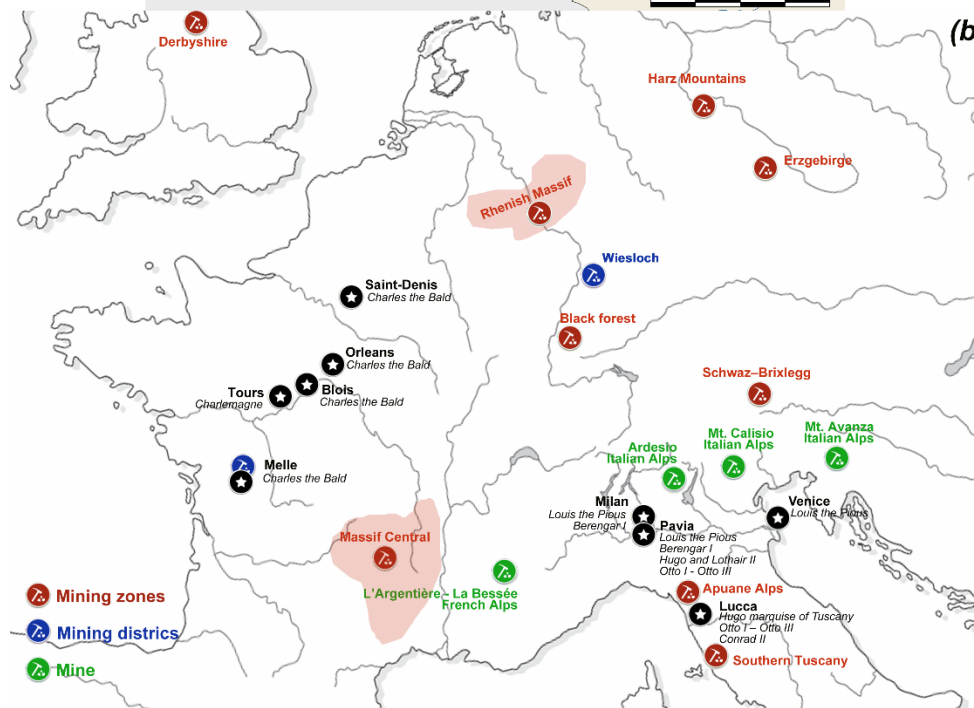 (b
Derbyshire
Harz Mountains
Erzgebirge
Rhenish Massif
Wiesloch
Saint-Denis
Charles the Bald
Black forest
Orleans
Charles the Bald
Blois
Charles the Bald
Tours
Charlemagne
Schwaz–Brixlegg
Mt. Avanza
Italian Alps
Mt. Calisio
Italian Alps
Ardesio
Italian Alps
Melle
Charles the Bald
Milan
Louis the Pious
Berengar I
Venice
Louis the Pious
Pavia
Louis the Pious
Berengar I
Hugo and Lothair II
Otto I - Otto III
Massif Central
L'Argentière - La Bessée
French Alps
Apuane Alps
Lucca
Hugo marquise of Tuscany
Otto I – Otto III
Conrad II
Southern Tuscany
Mining zones
Mining districs
Mine